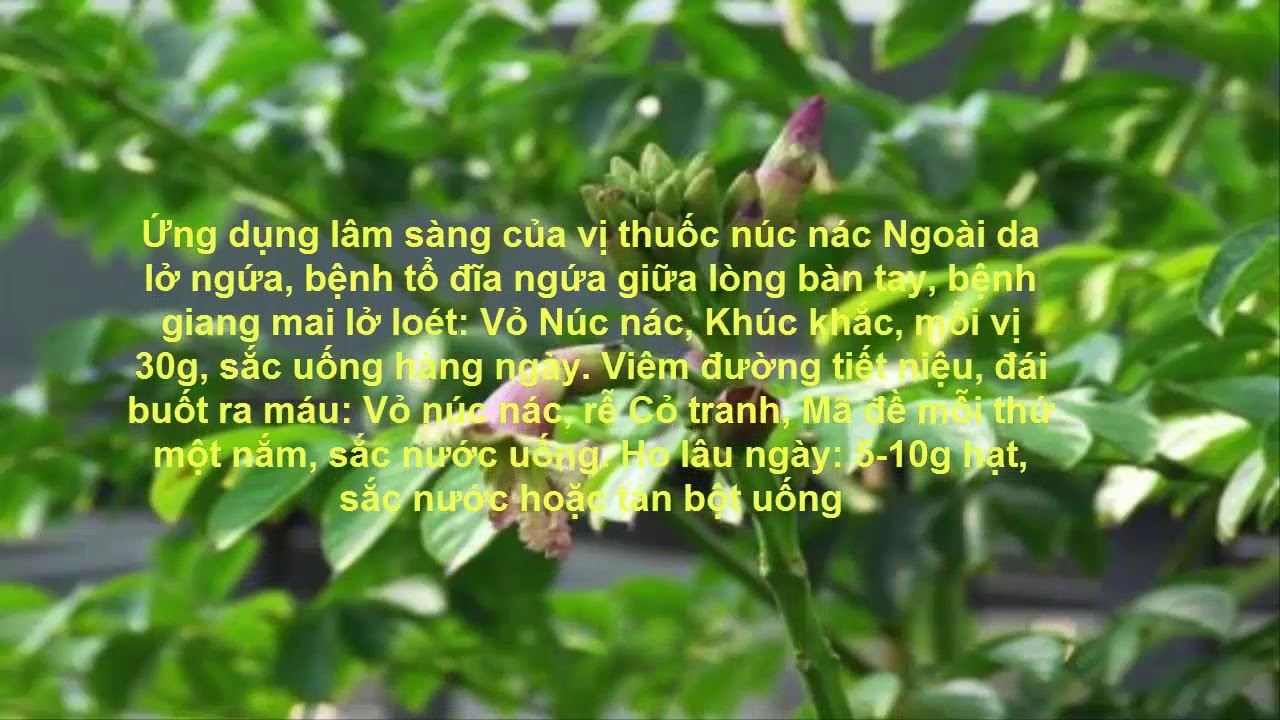 Ứng dụng lâm sàng của vị thuốc núc nác Ngoài da
lở ngứa, bệnh tổ đĩa ngứa giữa lòng bàn tay, bệnh
giang mai lở loét: Vỏ Núc nác, Khúc khắc, mỗi vị
30g, sắc uống hàng ngày. Viêm đường tiết niệu, đái
buốt ra máu: Vỏ núc nác, rễ Cỏ tranh, Mã đề mỗi thứ
một nắm, sắc nước uống. Ho lâu ngày: 5-10g hạt,
sắc nước hoặc tán bột uống